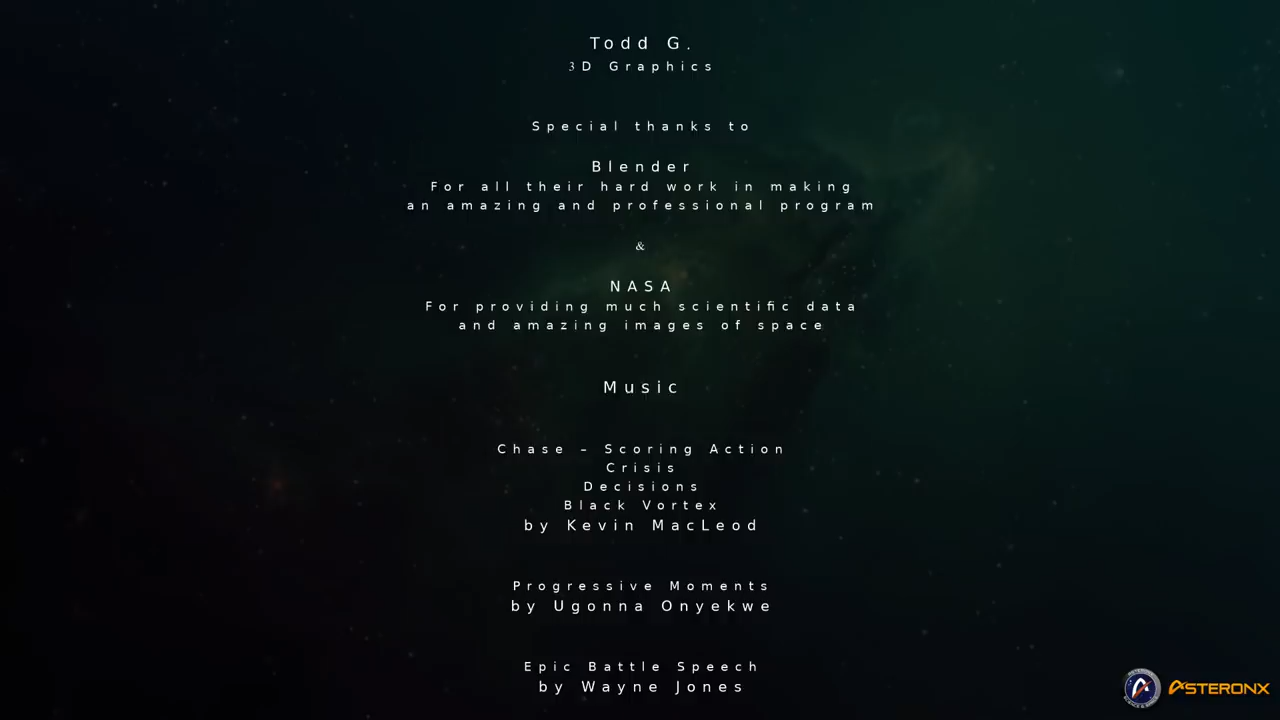 Todd G.
3D Graphics
Special thanks to
Blender
For all their hard work in making
an amazing and professional program
&
NASA
For providing much scientific data
and amazing images of space
Music
Chase – Scoring Action
Crisis
Decisions
Black Vortex
by Kevin MacLeod
Progressive Moments
by Ugonna Onyekwe
Epic Battle Speech
by Wayne Jones
ASTERONX